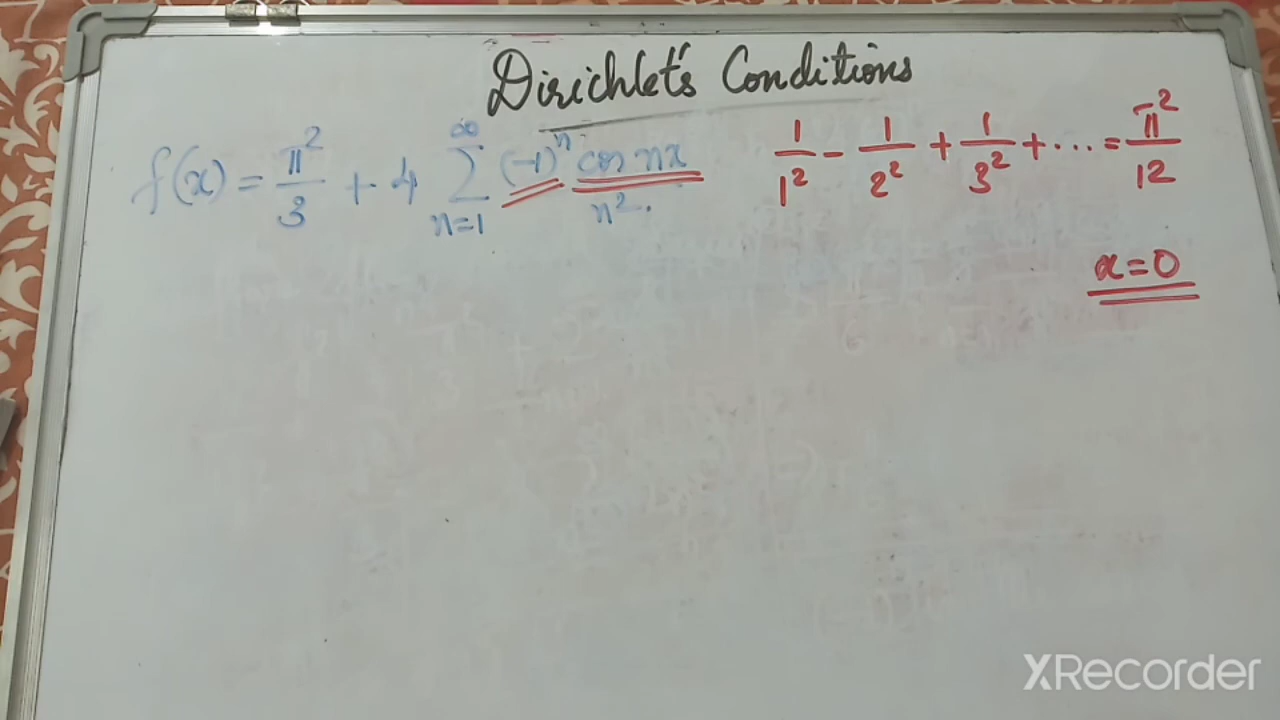 Dirichlet's Conditions
f(x) = π²/3 + 4 ∑_{n=1}^{∞} (-1)ⁿ cos nx / n².
1/1² - 1/2² + 1/3² + ... = π²/12
x=0
XRecorder